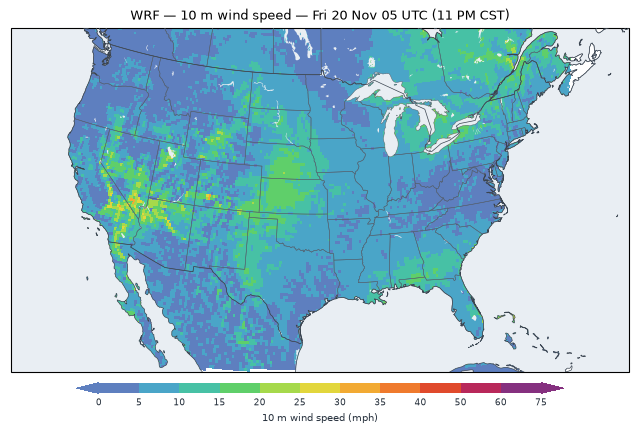 WRF — 10 m wind speed — Fri 20 Nov 05 UTC (11 PM CST)
0 5 10 15 20 25 30 35 40 50 60 75
10 m wind speed (mph)